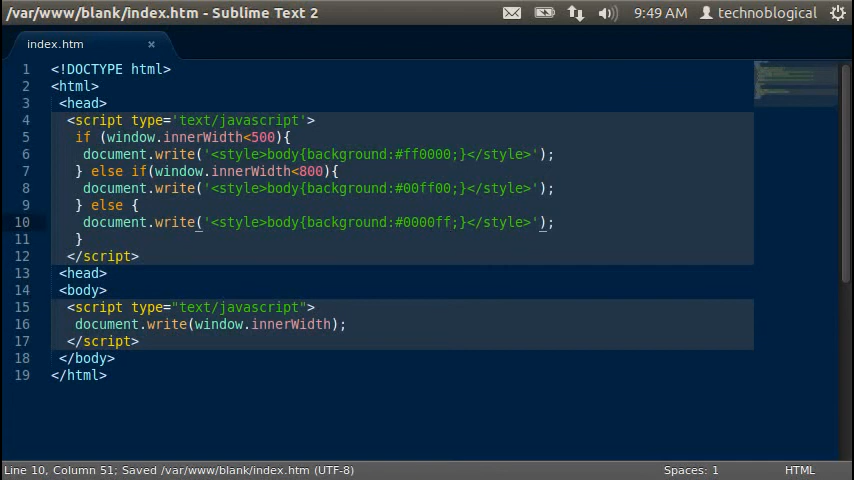 /var/www/blank/index.htm - Sublime Text 2 9:49 AM technoblogical
index.htm ×
1 <!DOCTYPE html>
2 <html>
3 <head>
4 <script type='text/javascript'>
5 if (window.innerWidth<500){
6 document.write('<style>body{background:#ff0000;}</style>');
7 } else if(window.innerWidth<800){
8 document.write('<style>body{background:#00ff00;}</style>');
9 } else {
10 document.write('<style>body{background:#0000ff;}</style>');
11 }
12 </script>
13 <head>
14 <body>
15 <script type="text/javascript">
16 document.write(window.innerWidth);
17 </script>
18 </body>
19 </html>
Line 10, Column 51; Saved /var/www/blank/index.htm (UTF-8) Spaces: 1 HTML